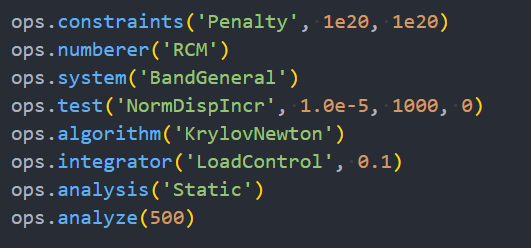 ops.constraints('Penalty', 1e20, 1e20)
ops.numberer('RCM')
ops.system('BandGeneral')
ops.test('NormDispIncr', 1.0e-5, 1000, 0)
ops.algorithm('KrylovNewton')
ops.integrator('LoadControl', 0.1)
ops.analysis('Static')
ops.analyze(500)